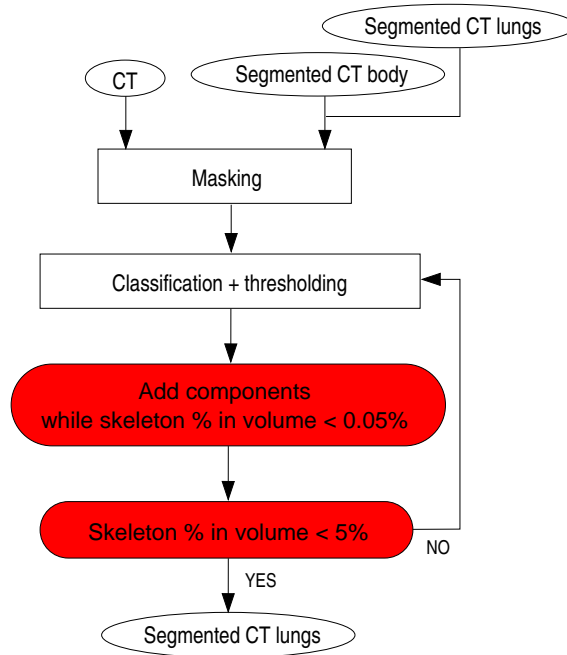 Segmented CT lungs
Segmented CT body
CT
Masking
Classification + thresholding
Add components
while skeleton % in volume < 0.05%
Skeleton % in volume < 5%
NO
YES
Segmented CT lungs